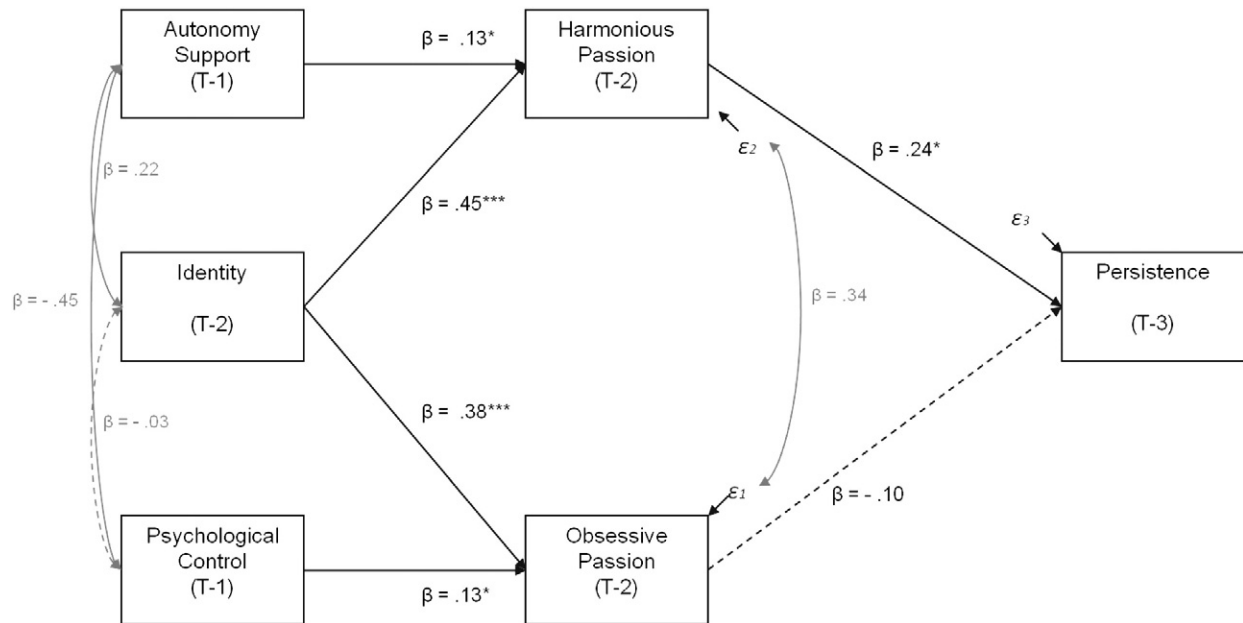 Autonomy
Support
(T-1)
β = .13*
Harmonious
Passion
(T-2)
β = .22
ε2
β = .24*
β = .45***
ε3
Identity
(T-2)
β = - .45
β = .34
Persistence
(T-3)
β = - .03
β = .38***
ε1
β = - .10
Psychological
Control
(T-1)
β = .13*
Obsessive
Passion
(T-2)